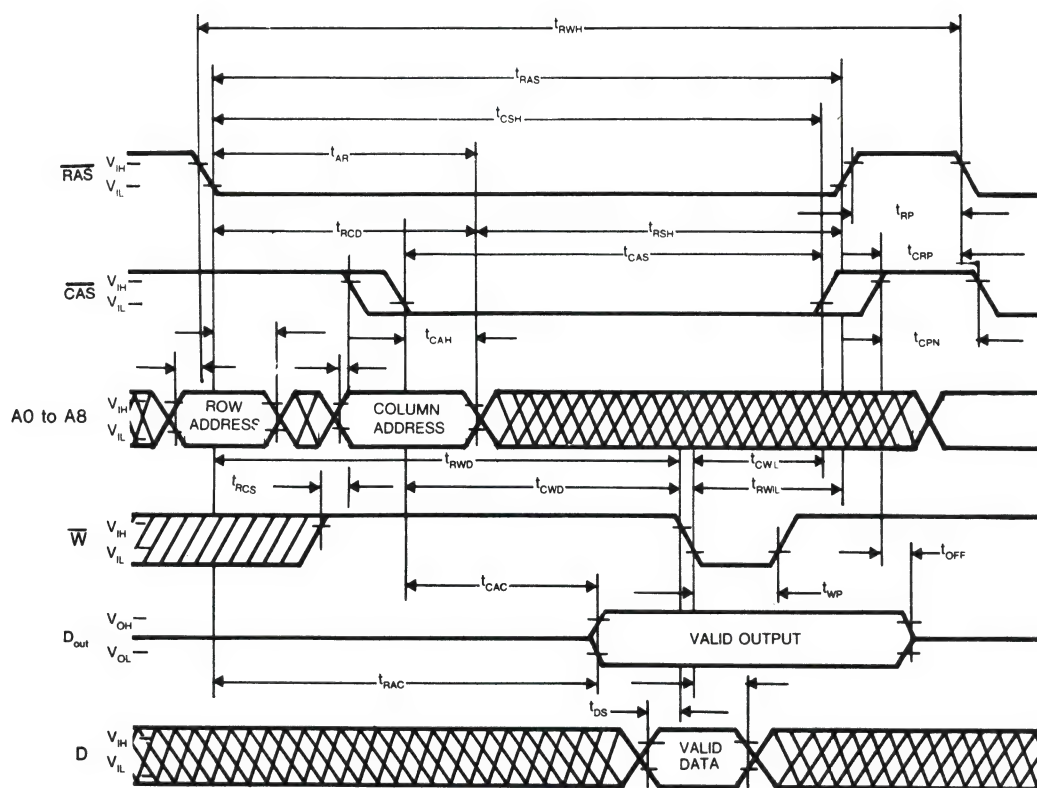 tRWH
tRAS
tCSH
tAR
RAS VIH
VIL
tRP
tRCD tRSH
tCAS tCRP
CAS VIH
VIL
tCAH tCPN
A0 to A8 VIH
VIL
ROW
ADDRESS
COLUMN
ADDRESS
tRWD tCWL
tRCS tCWD tRWL
W VIH
VIL
tOFF
tCAC tWP
Dout VOH
VOL
VALID OUTPUT
tRAC
tDS
D VIH
VIL
VALID
DATA